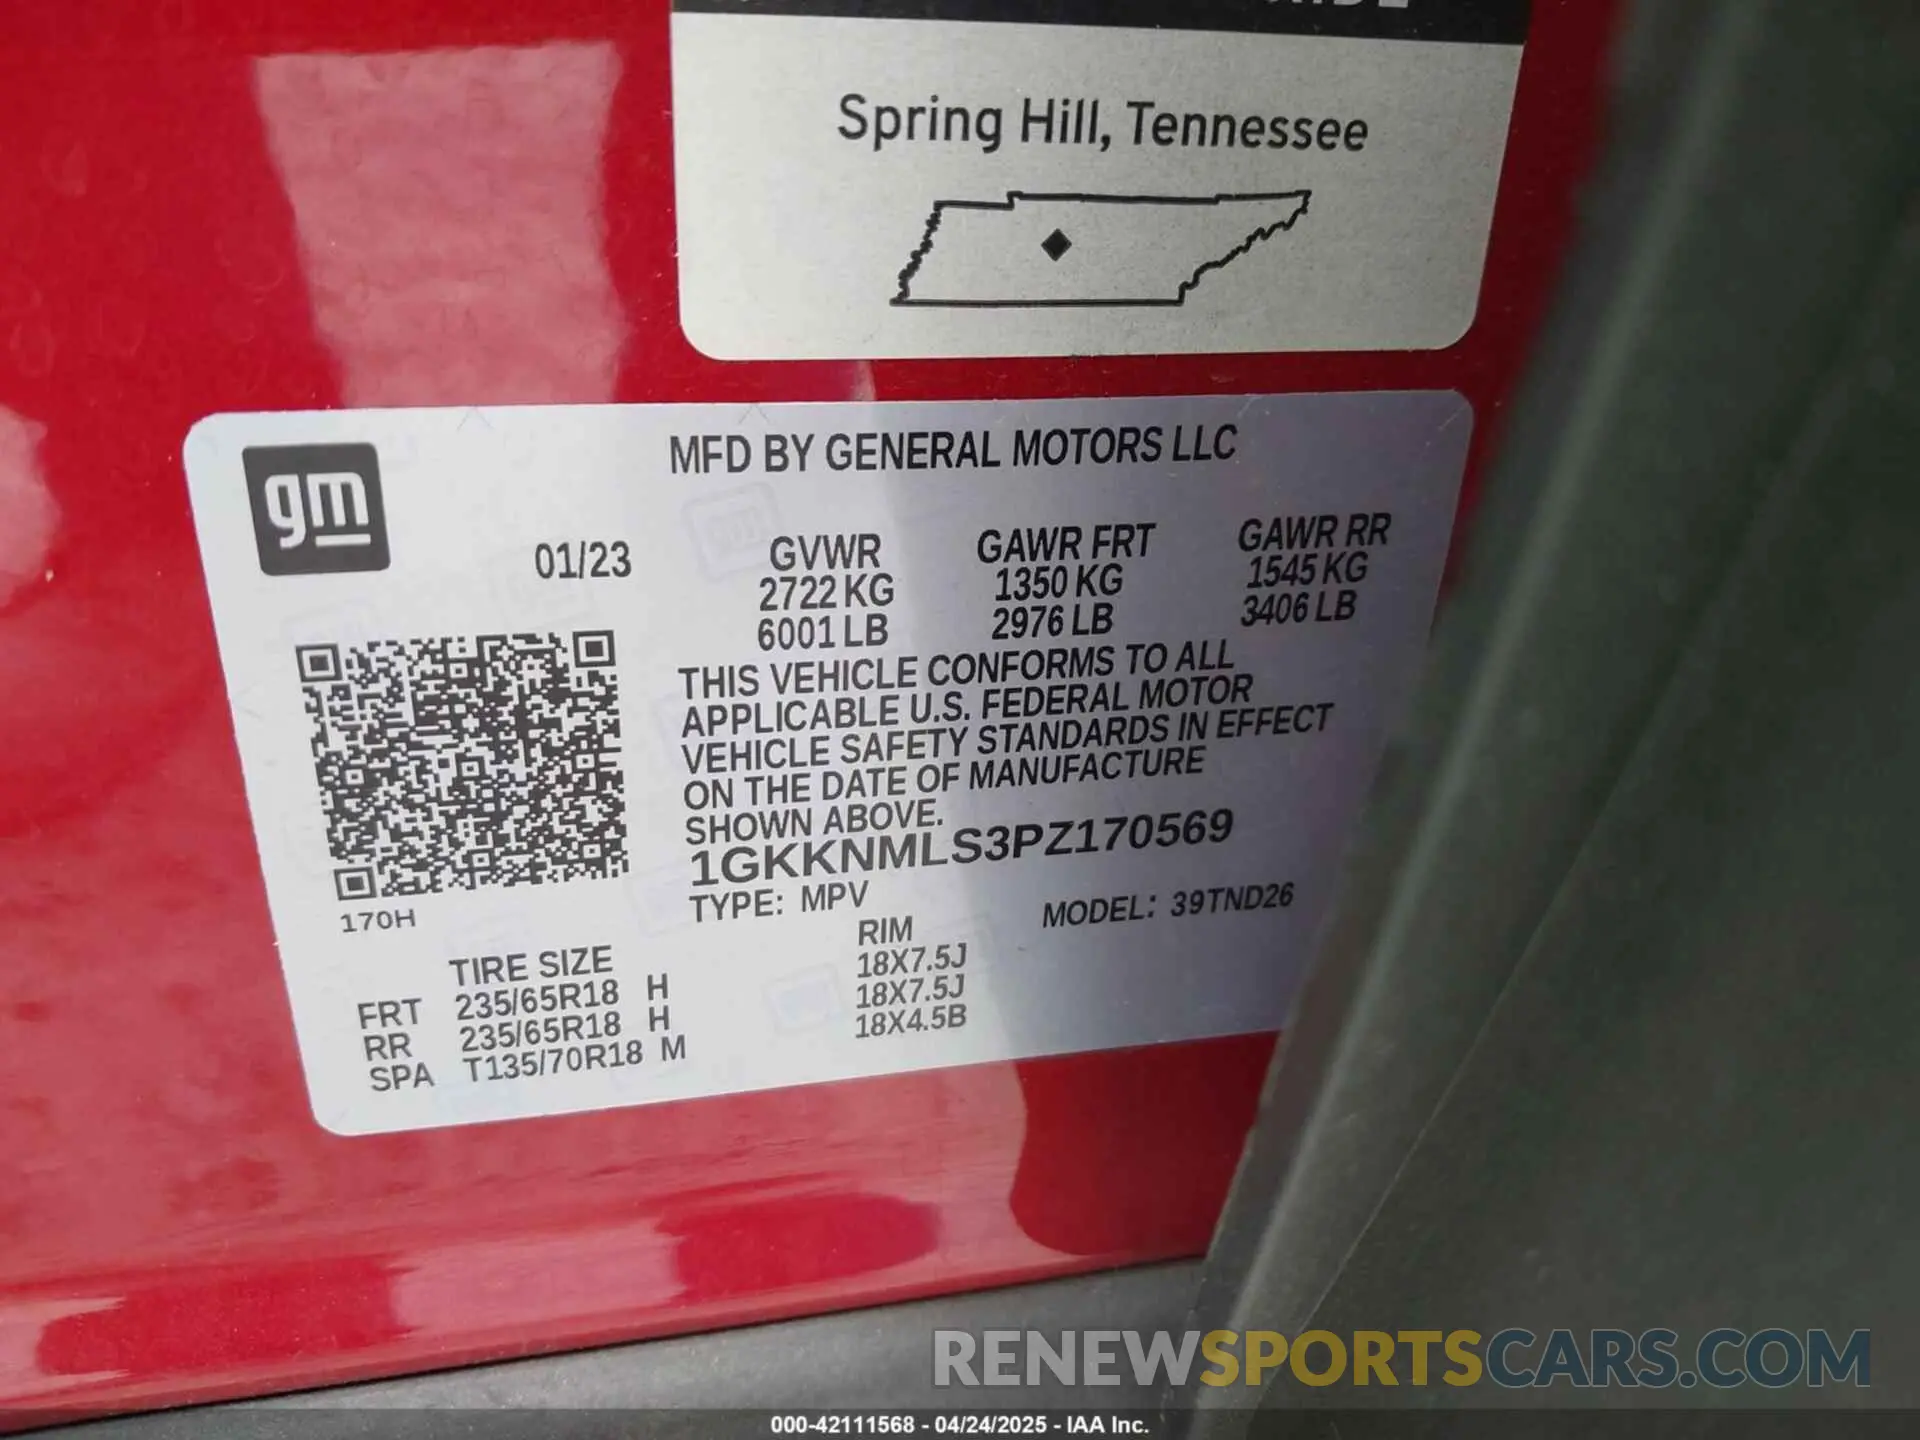 Spring Hill, Tennessee
gm
MFD BY GENERAL MOTORS LLC
01/23
GVWR GAWR FRT GAWR RR
2722 KG 1350 KG 1545 KG
6001 LB 2976 LB 3406 LB
THIS VEHICLE CONFORMS TO ALL
APPLICABLE U.S. FEDERAL MOTOR
VEHICLE SAFETY STANDARDS IN EFFECT
ON THE DATE OF MANUFACTURE
SHOWN ABOVE.
1GKKNMLS3PZ170569
170H
TYPE: MPV MODEL: 39TND26
TIRE SIZE RIM
FRT 235/65R18 H 18X7.5J
RR 235/65R18 H 18X7.5J
SPA T135/70R18 M 18X4.5B
RENEWSPORTSCARS.COM
000-42111568 - 04/24/2025 - IAA Inc.